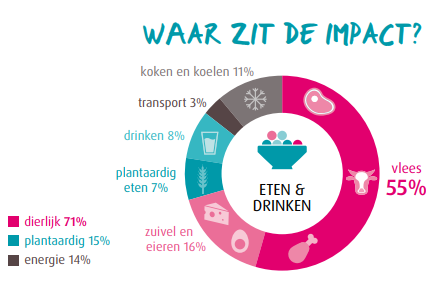 WAAR ZIT DE IMPACT?
koken en koelen 11%
transport 3%
drinken 8%
plantaardig
eten 7%
zuivel en
eieren 16%
vlees
55%
ETEN &
DRINKEN
dierlijk 71%
plantaardig 15%
energie 14%